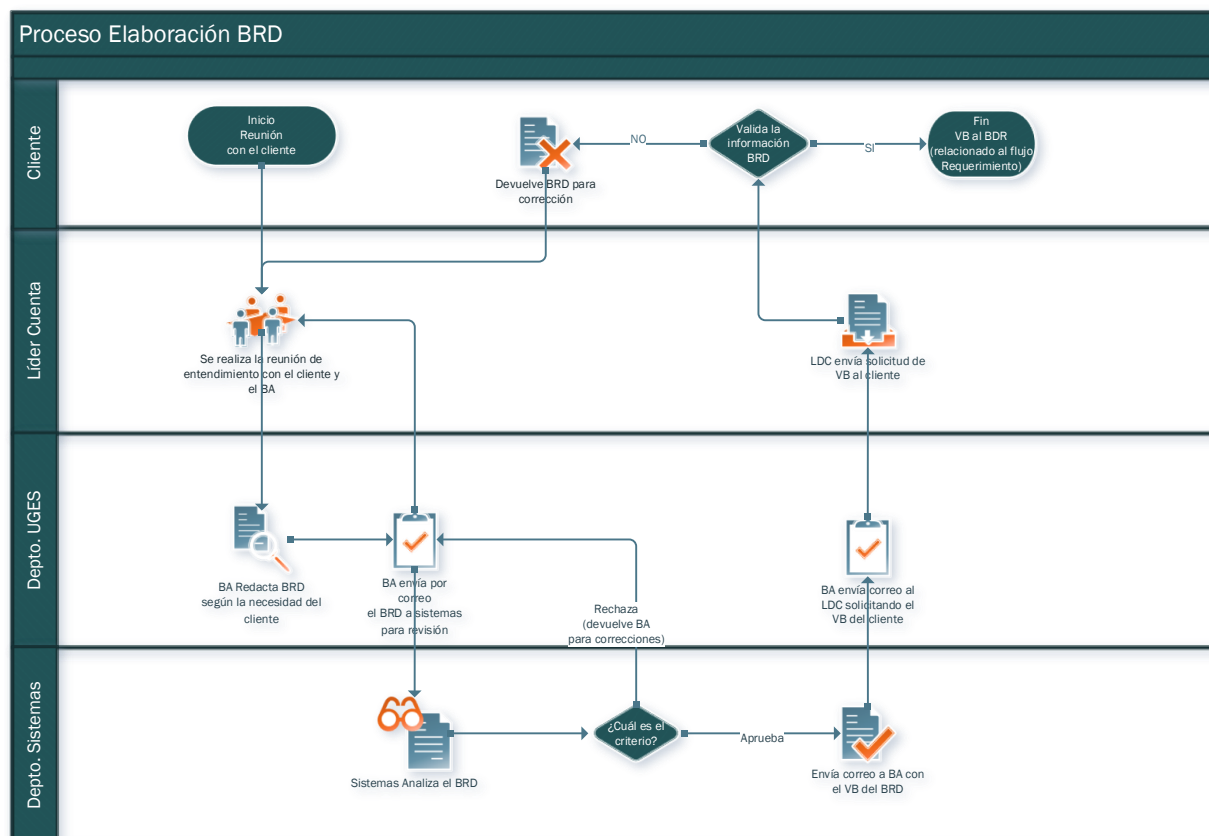 Proceso Elaboración BRD
Cliente
Inicio
Reunión
con el cliente
Devuelve BRD para
corrección
NO
Valida la
información
BRD
SI
Fin
VB al BDR
(relacionado al flujo
Requerimiento)
Líder Cuenta
Se realiza la reunión de
entendimiento con el cliente y
el BA
LDC envía solicitud de
VB al cliente
Depto. UGES
BA Redacta BRD
según la necesidad del
cliente
BA envía por
correo
el BRD a sistemas
para revisión
Rechaza
(devuelve BA
para correcciones)
BA envía correo al
LDC solicitando el
VB del cliente
Depto. Sistemas
Sistemas Analiza el BRD
¿Cuál es el
criterio?
Aprueba
Envía correo a BA con
el VB del BRD